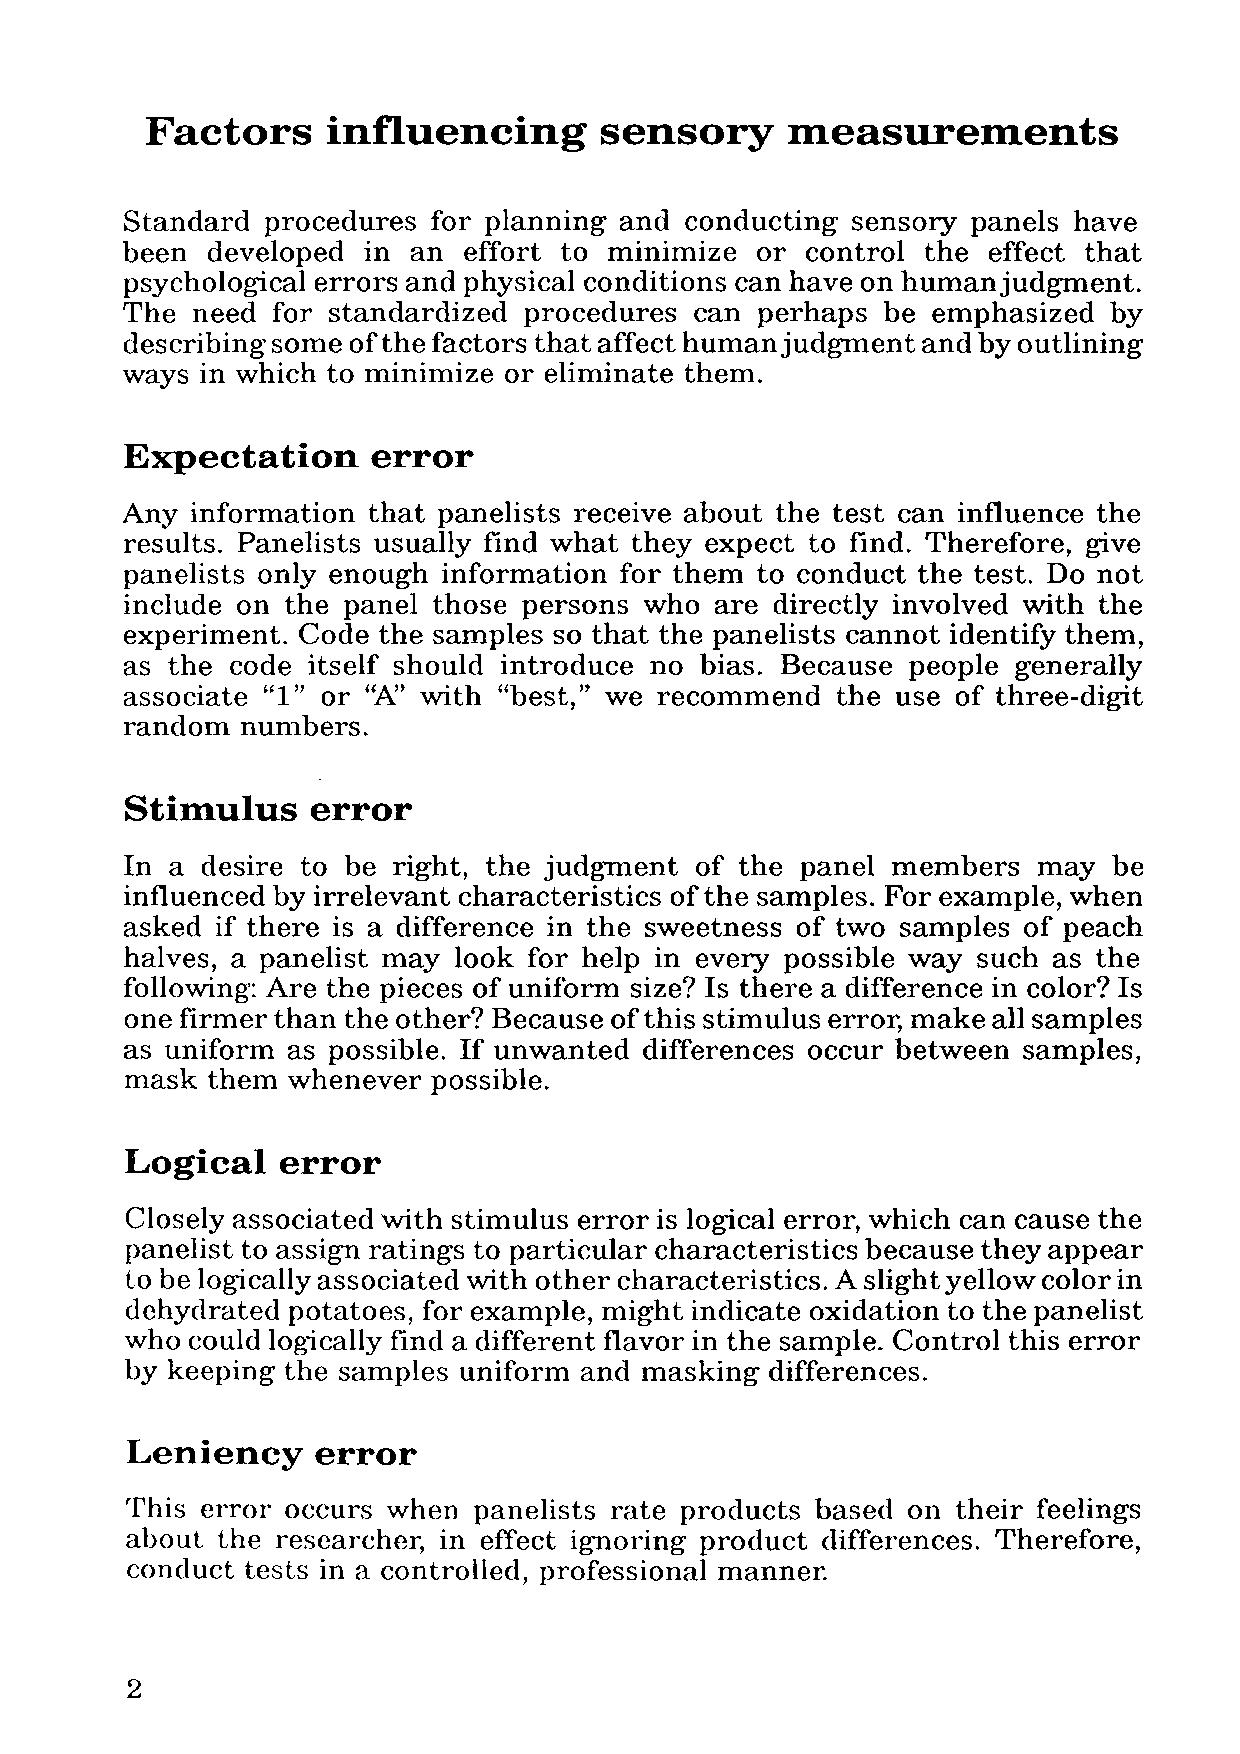 Factors influencing sensory measurements
Standard procedures for planning and conducting sensory panels have
been developed in an effort to minimize or control the effect that
psychological errors and physical conditions can have on human judgment.
The need for standardized procedures can perhaps be emphasized by
describing some of the factors that affect human judgment and by outlining
ways in which to minimize or eliminate them.
Expectation error
Any information that panelists receive about the test can influence the
results. Panelists usually find what they expect to find. Therefore, give
panelists only enough information for them to conduct the test. Do not
include on the panel those persons who are directly involved with the
experiment. Code the samples so that the panelists cannot identify them,
as the code itself should introduce no bias. Because people generally
associate “1” or “A” with “best,” we recommend the use of three-digit
random numbers.
Stimulus error
In a desire to be right, the judgment of the panel members may be
influenced by irrelevant characteristics of the samples. For example, when
asked if there is a difference in the sweetness of two samples of peach
halves, a panelist may look for help in every possible way such as the
following: Are the pieces of uniform size? Is there a difference in color? Is
one firmer than the other? Because of this stimulus error, make all samples
as uniform as possible. If unwanted differences occur between samples,
mask them whenever possible.
Logical error
Closely associated with stimulus error is logical error, which can cause the
panelist to assign ratings to particular characteristics because they appear
to be logically associated with other characteristics. A slight yellow color in
dehydrated potatoes, for example, might indicate oxidation to the panelist
who could logically find a different flavor in the sample. Control this error
by keeping the samples uniform and masking differences.
Leniency error
This error occurs when panelists rate products based on their feelings
about the researcher, in effect ignoring product differences. Therefore,
conduct tests in a controlled, professional manner.
2